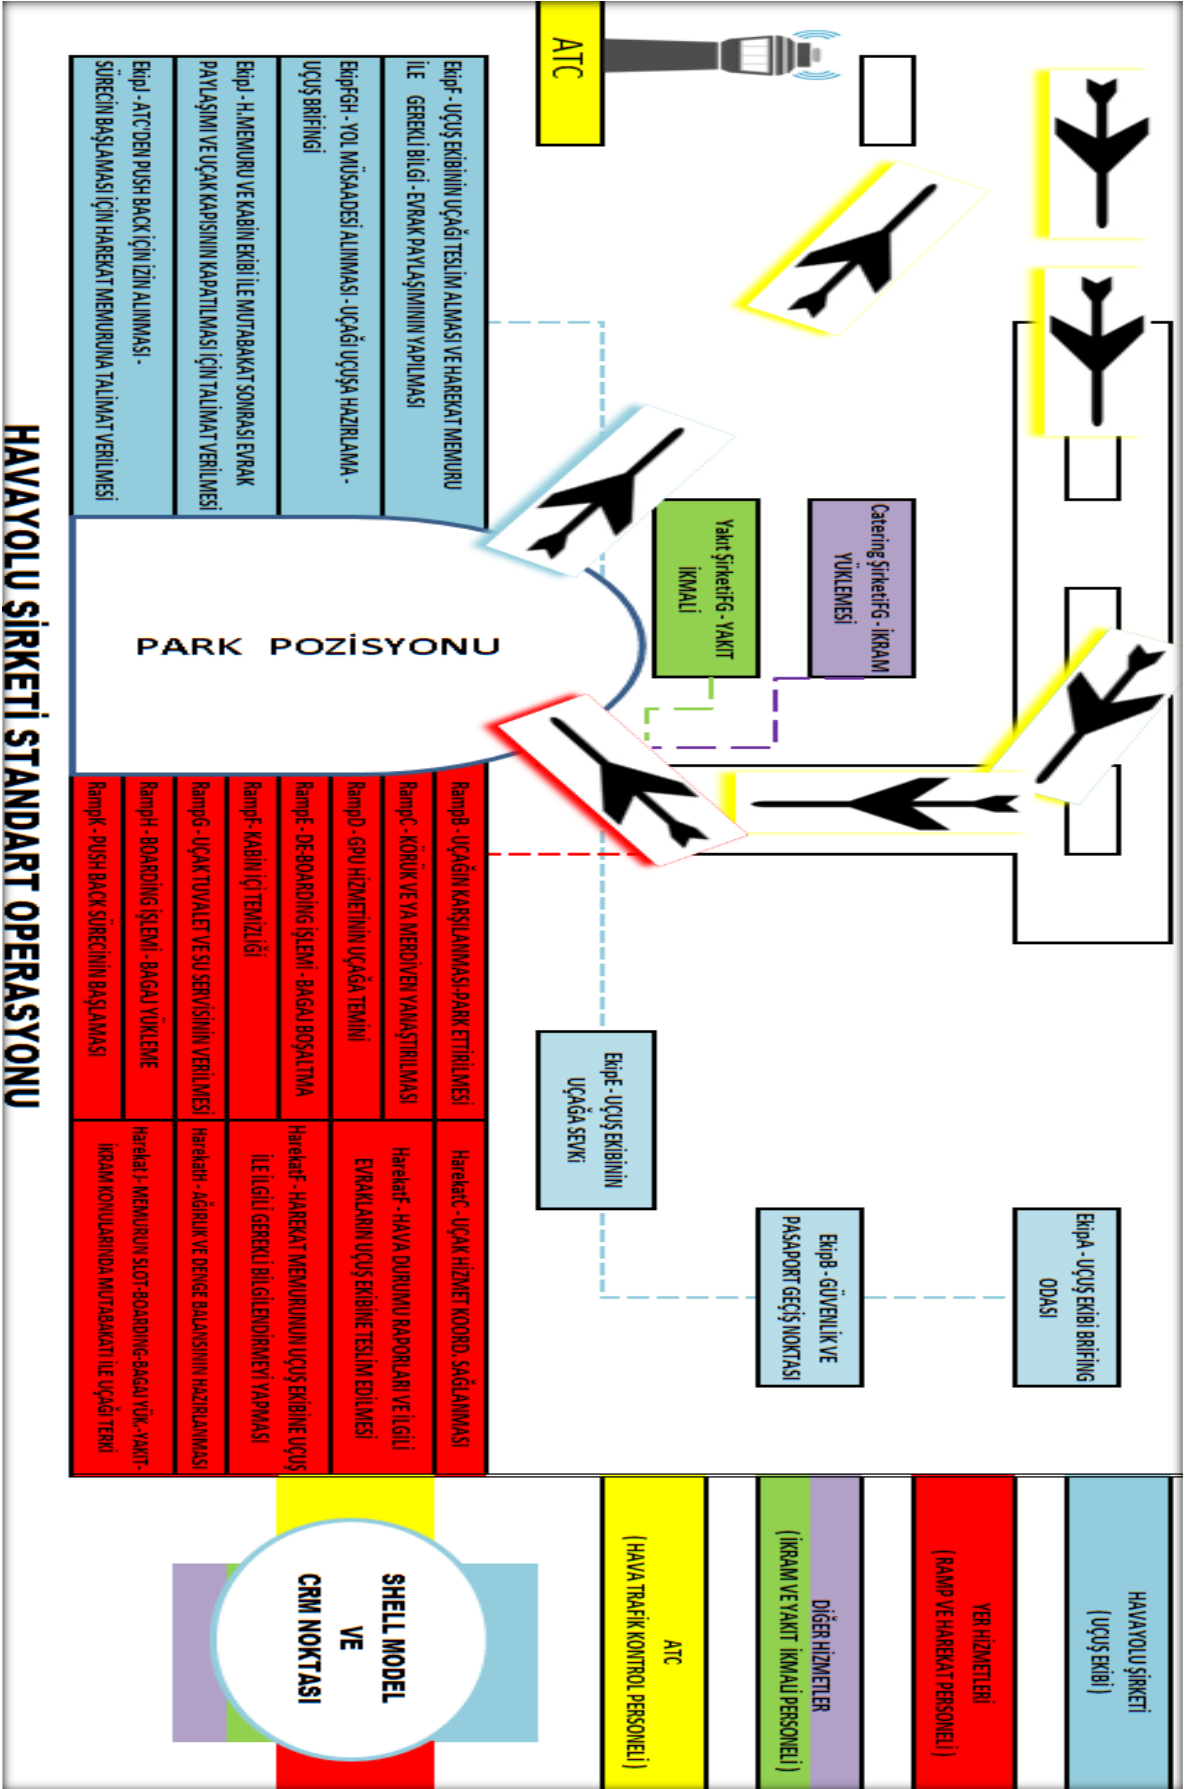 HAVAYOLU ŞİRKETİ STANDART OPERASYONU
HAVAYOLU ŞİRKETİ
( UÇUŞ EKİBİ )
YER HİZMETLERİ
( RAMP VE HAREKAT PERSONELİ )
DİĞER HİZMETLER
( İKRAM VE YAKIT İKMALİ PERSONELİ )
ATC
( HAVA TRAFİK KONTROL PERSONELİ )
SHELL MODEL
VE
CRM NOKTASI
EkipA - UÇUŞ EKİBİ BRİFİNG
ODASI
EkipB - GÜVENLİK VE
PASAPORT GEÇİŞ NOKTASI
EkipE - UÇUŞ EKİBİNİN
UÇAĞA SEVKİ
Catering ŞirketiFG - İKRAM
YÜKLEMESİ
Yakıt ŞirketiFG - YAKIT
İKMALİ
ATC
EkipF - UÇUŞ EKİBİNİN UÇAĞI TESLİM ALMASI VE HAREKAT MEMURU
İLE GEREKLİ BİLGİ - EVRAK PAYLAŞIMININ YAPILMASI
EkipFGH - YOL MÜSAADESİ ALINMASI - UÇAĞI UÇUŞA HAZIRLAMA -
UÇUŞ BRİFİNGİ
EkipJ - H.MEMURU VE KABİN EKİBİ İLE MUTABAKAT SONRASI EVRAK
PAYLAŞIMI VE UÇAK KAPISININ KAPATILMASI İÇİN TALİMAT VERİLMESİ
EkipJ - ATC'DEN PUSH BACK İÇİN İZİN ALINMASI -
SÜRECİN BAŞLAMASI İÇİN HAREKAT MEMURUNA TALİMAT VERİLMESİ
PARK POZİSYONU
RampB - UÇAĞIN KARŞILANMASI-PARK ETTİRİLMESİ
RampC - KÖRÜK VE YA MERDİVEN YANAŞTIRILMASI
RampD - GPU HİZMETİNİN UÇAĞA TEMİNİ
RampE - DE-BOARDİNG İŞLEMİ - BAGAJ BOŞALTMA
RampF- KABİN İÇİ TEMİZLİĞİ
RampG - UÇAK TUVALET VE SU SERVİSİNİN VERİLMESİ
RampH - BOARDİNG İŞLEMİ - BAGAJ YÜKLEME
RampK - PUSH BACK SÜRECİNİN BAŞLAMASI
HarekatC - UÇAK HİZMET KOORD. SAĞLANMASI
HarekatF - HAVA DURUMU RAPORLARI VE İLGİLİ
EVRAKLARIN UÇUŞ EKİBİNE TESLİM EDİLMESİ
HarekatF - HAREKAT MEMURUNUN UÇUŞ EKİBİNE UÇUŞ
İLE İLGİLİ GEREKLİ BİLGİLENDİRMEYİ YAPMASI
HarekatH - AĞIRLIK VE DENGE BALANSININ HAZIRLANMASI
HarekatJ- MEMURUN SLOT-BOARDING-BAGAJ YÜK.-YAKIT-
İKRAM KONULARINDA MUTABAKATI İLE UÇAĞI TERKİ